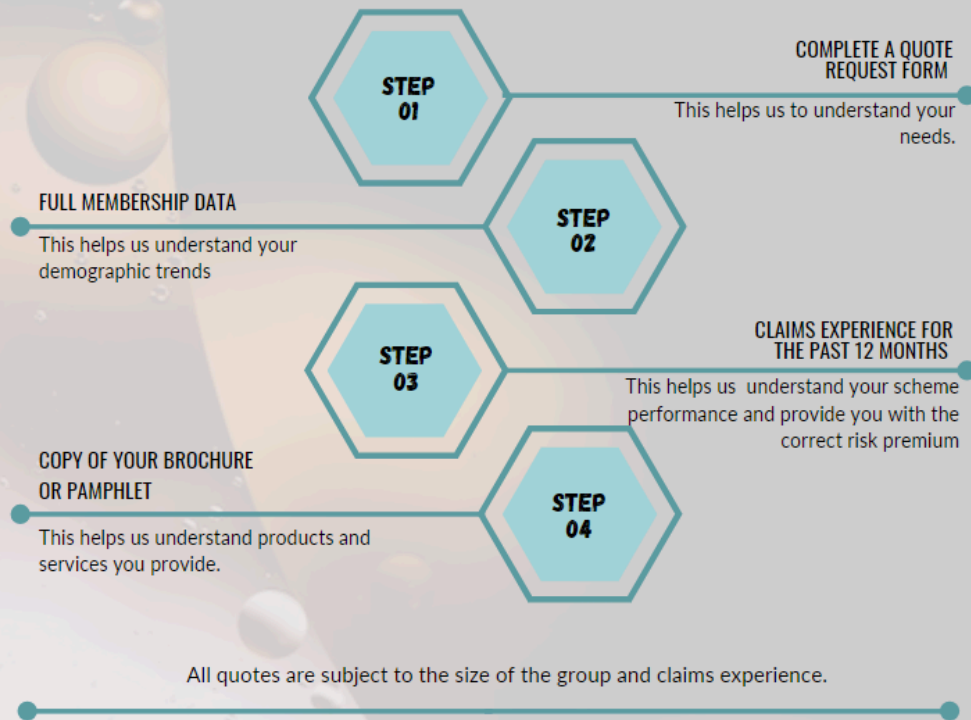 STEP
01
COMPLETE A QUOTE
REQUEST FORM
This helps us to understand your
needs.
STEP
02
FULL MEMBERSHIP DATA
This helps us understand your
demographic trends
STEP
03
CLAIMS EXPERIENCE FOR
THE PAST 12 MONTHS
This helps us understand your scheme
performance and provide you with the
correct risk premium
STEP
04
COPY OF YOUR BROCHURE
OR PAMPHLET
This helps us understand products and
services you provide.
All quotes are subject to the size of the group and claims experience.